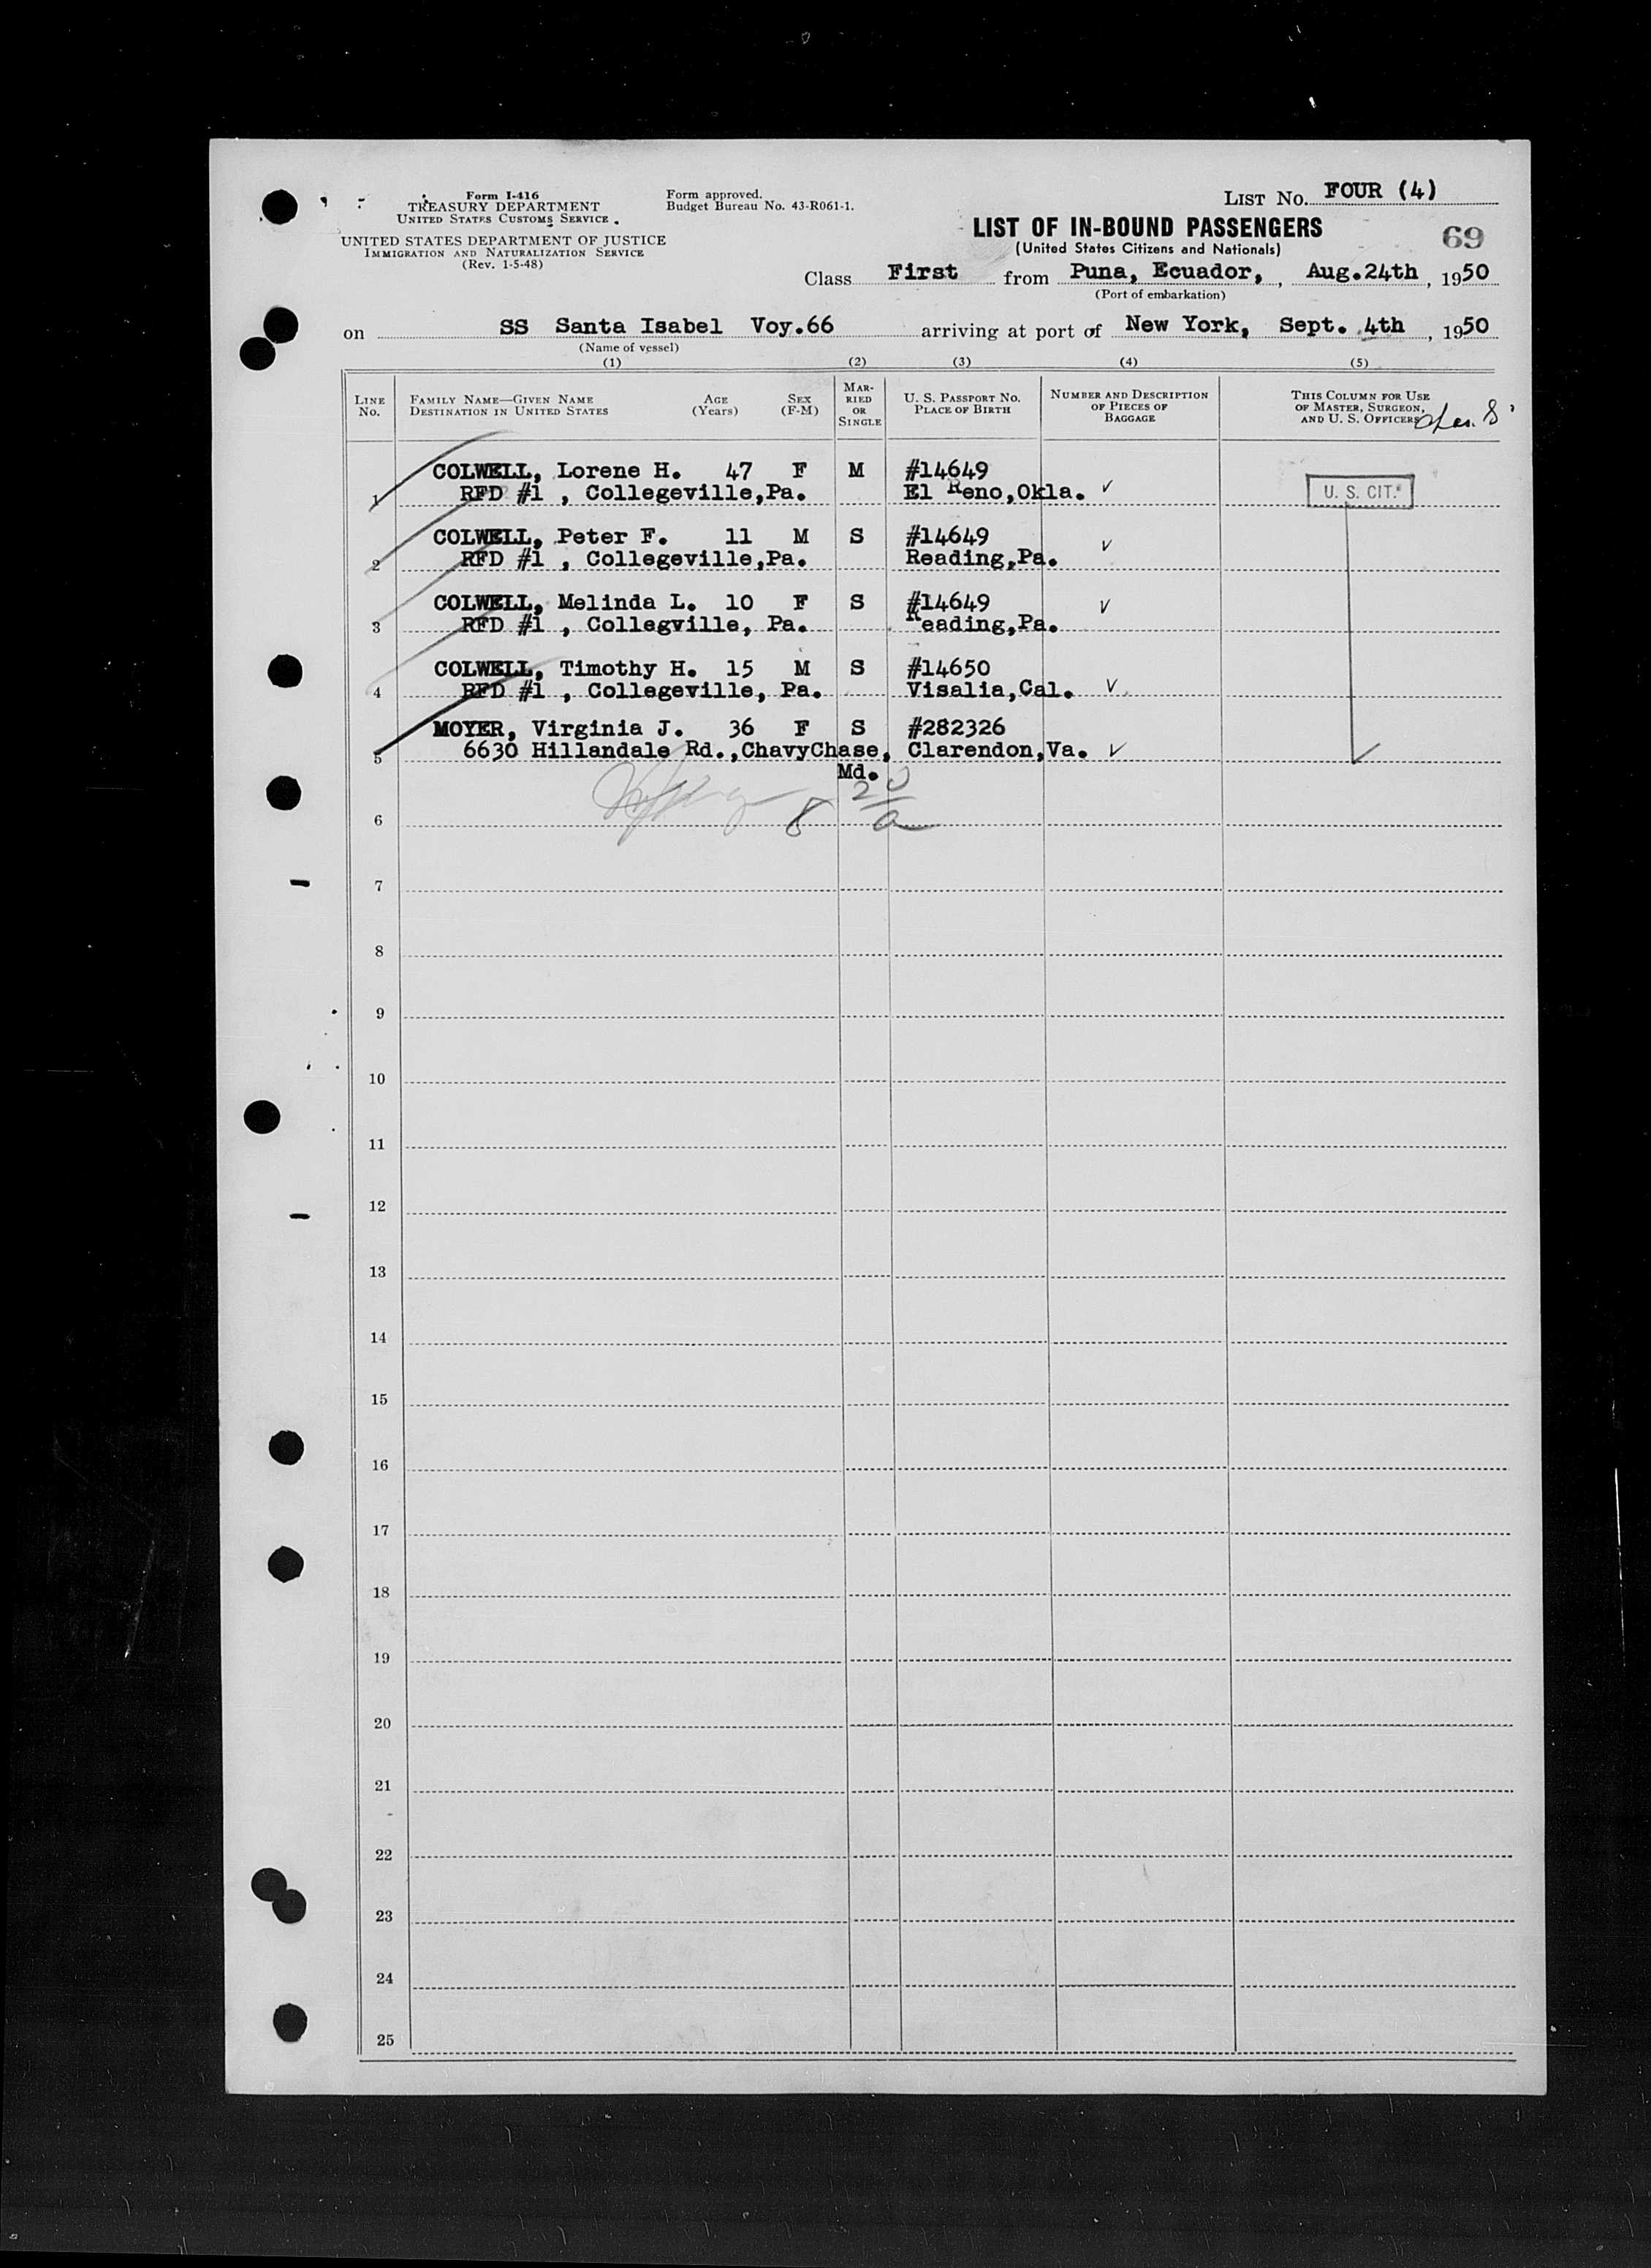 Form I-416
TREASURY DEPARTMENT
UNITED STATES CUSTOMS SERVICE
UNITED STATES DEPARTMENT OF JUSTICE
IMMIGRATION AND NATURALIZATION SERVICE
(Rev. 1-5-48)
Form approved.
Budget Bureau No. 43-R061-1.
LIST NO. FOUR (4)
LIST OF IN-BOUND PASSENGERS
(United States Citizens and Nationals)
69
Class First from Puna, Ecuador, , Aug.24th , 1950
(Port of embarkation)
on SS Santa Isabel Voy.66 arriving at port of New York, Sept. 4th , 1950
(Name of vessel)
(1) (2) (3) (4) (5)
LINE No. FAMILY NAME—GIVEN NAME DESTINATION IN UNITED STATES AGE (Years) SEX (F-M) MAR-RIED OR SINGLE U. S. PASSPORT NO. PLACE OF BIRTH NUMBER AND DESCRIPTION OF PIECES OF BAGGAGE THIS COLUMN FOR USE OF MASTER, SURGEON, AND U. S. OFFICERS
COLWELL, Lorene H. 47 F M #14649
1 RFD #1 , Collegeville,Pa. El Reno,Okla. U. S. CIT.
COLWELL, Peter F. 11 M S #14649
2 RFD #1 , Collegeville,Pa. Reading,Pa.
COLWELL, Melinda L. 10 F S #14649
3 RFD #1 , Collegville, Pa. Reading,Pa.
COLWELL, Timothy H. 15 M S #14650
4 RFD #1 , Collegeville, Pa. Visalia,Cal.
MOYER, Virginia J. 36 F S #282326
5 6630 Hillandale Rd.,ChavyChase, Clarendon,Va.
Md.
6
7
8
9
10
11
12
13
14
15
16
17
18
19
20
21
22
23
24
25